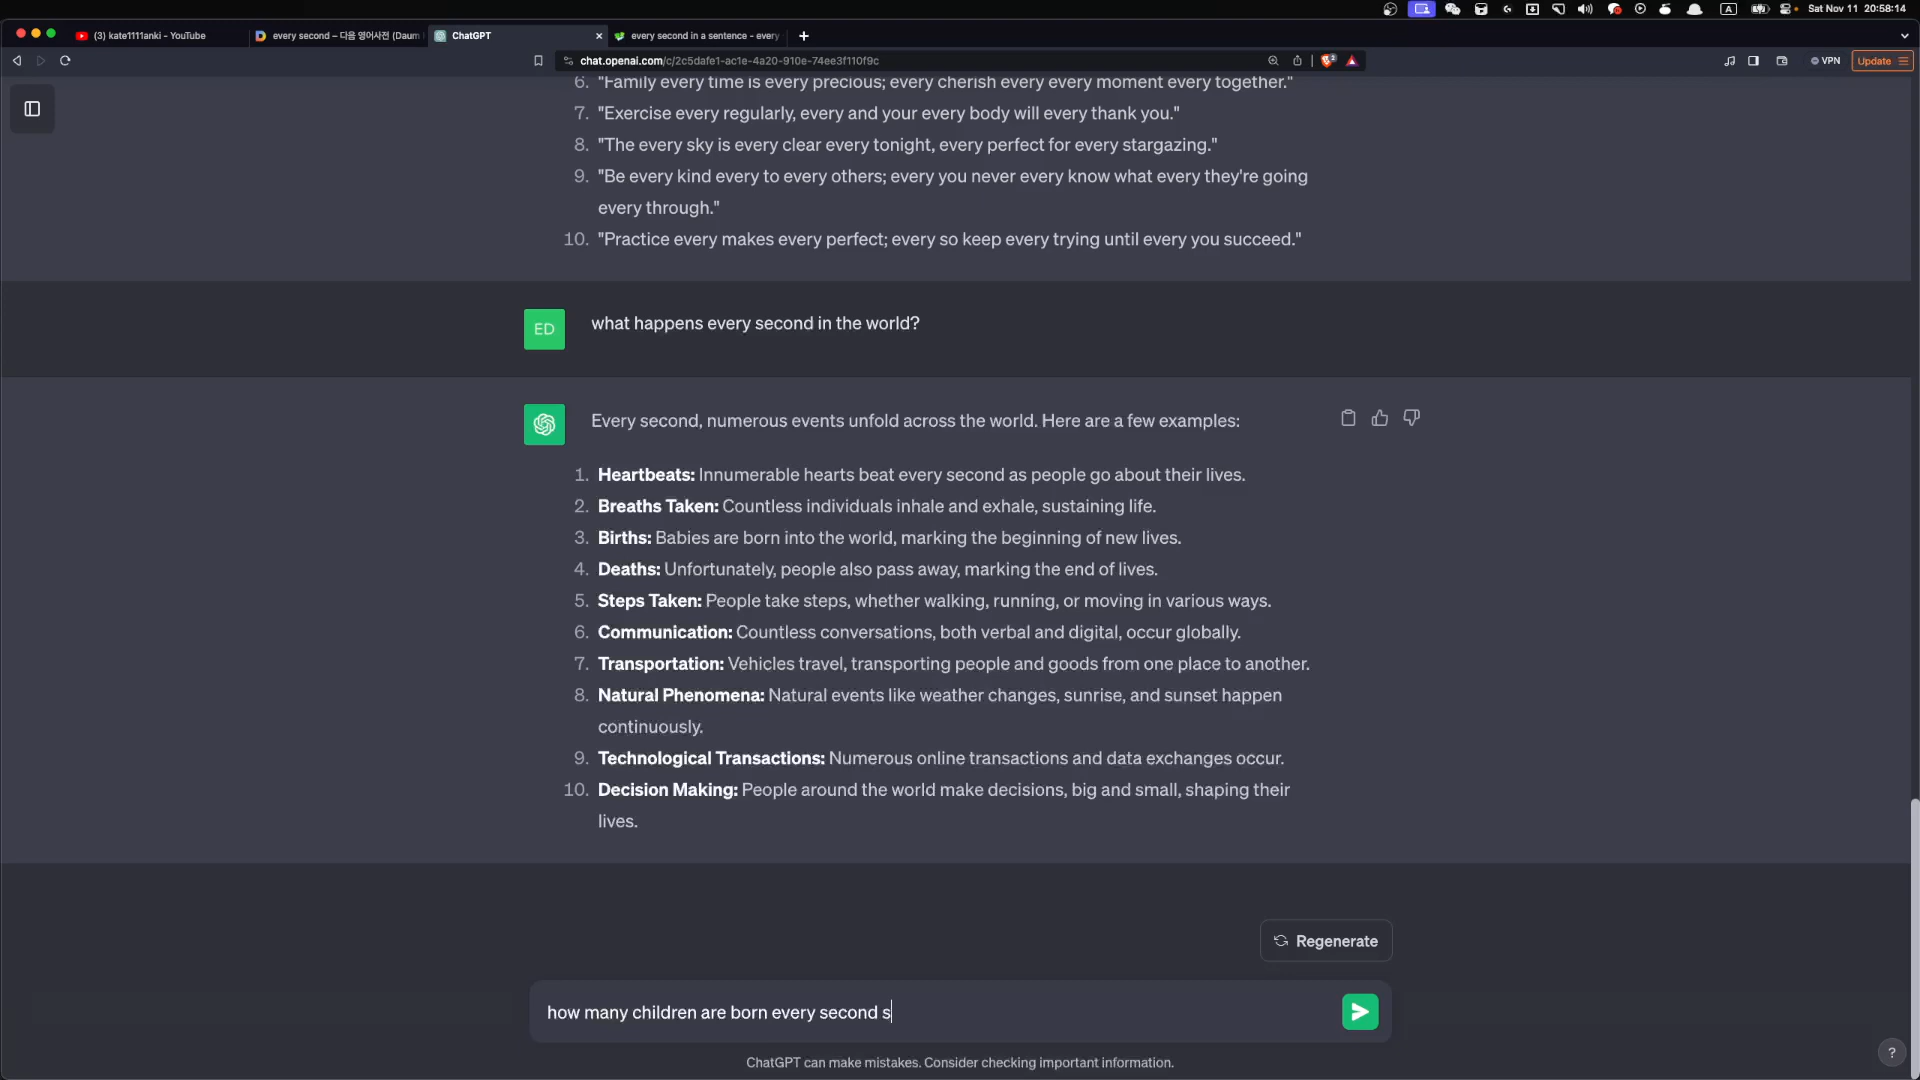 Sat Nov 11 20:58:14
(3) kate1111anki - YouTube
every second – 다음 영어사전 (Daum
ChatGPT
every second in a sentence - every
chat.openai.com/c/2c5dafe1-ac1e-4a20-910e-74ee3f110f9c
VPN
Update
6. "Family every time is every precious; every cherish every every moment every together."
7. "Exercise every regularly, every and your every body will every thank you."
8. "The every sky is every clear every tonight, every perfect for every stargazing."
9. "Be every kind every to every others; every you never every know what every they're going
every through."
10. "Practice every makes every perfect; every so keep every trying until every you succeed."
ED
what happens every second in the world?
Every second, numerous events unfold across the world. Here are a few examples:
1. Heartbeats: Innumerable hearts beat every second as people go about their lives.
2. Breaths Taken: Countless individuals inhale and exhale, sustaining life.
3. Births: Babies are born into the world, marking the beginning of new lives.
4. Deaths: Unfortunately, people also pass away, marking the end of lives.
5. Steps Taken: People take steps, whether walking, running, or moving in various ways.
6. Communication: Countless conversations, both verbal and digital, occur globally.
7. Transportation: Vehicles travel, transporting people and goods from one place to another.
8. Natural Phenomena: Natural events like weather changes, sunrise, and sunset happen
continuously.
9. Technological Transactions: Numerous online transactions and data exchanges occur.
10. Decision Making: People around the world make decisions, big and small, shaping their
lives.
Regenerate
how many children are born every second s
ChatGPT can make mistakes. Consider checking important information.
?